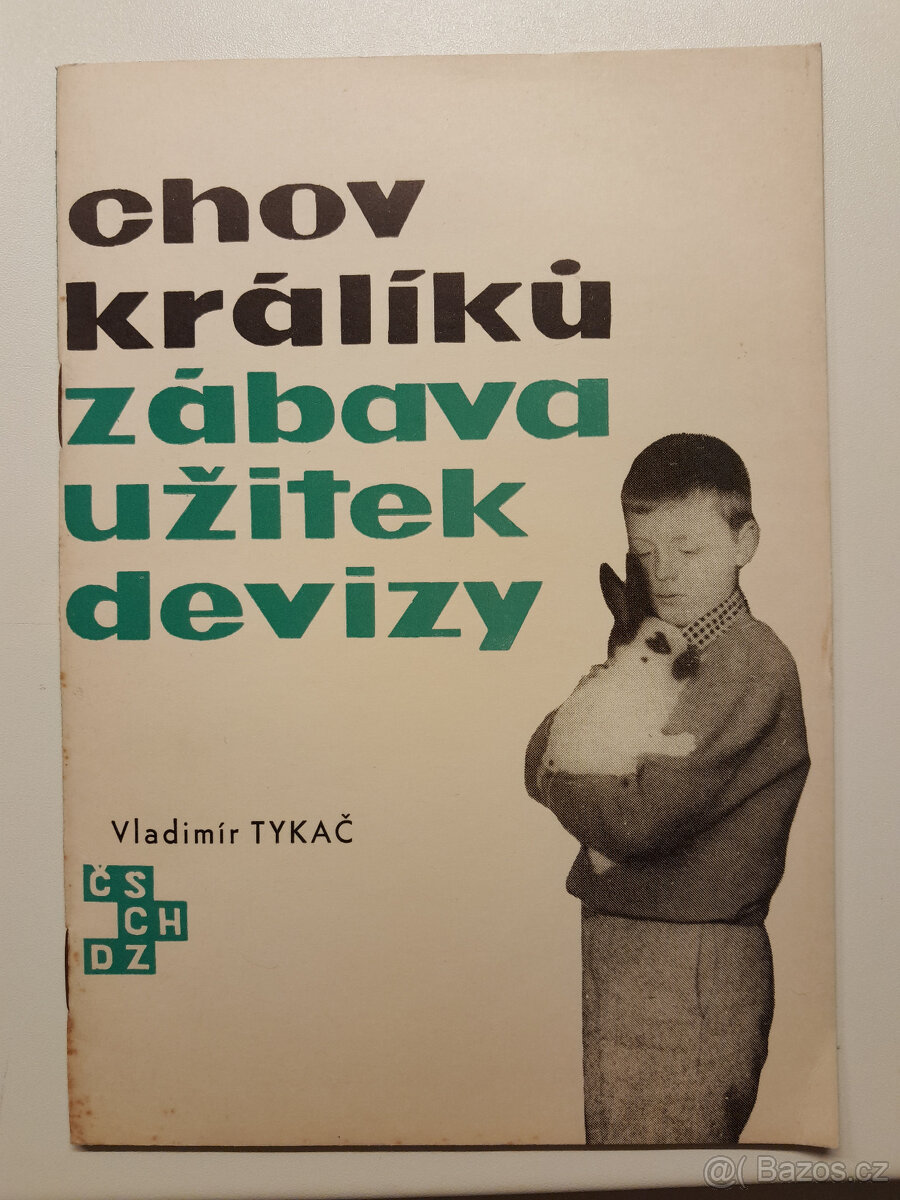 chov
králíků
zábava
užitek
devizy
Vladimír TYKAČ
ČS
CH
DZ
@( Bazos.cz